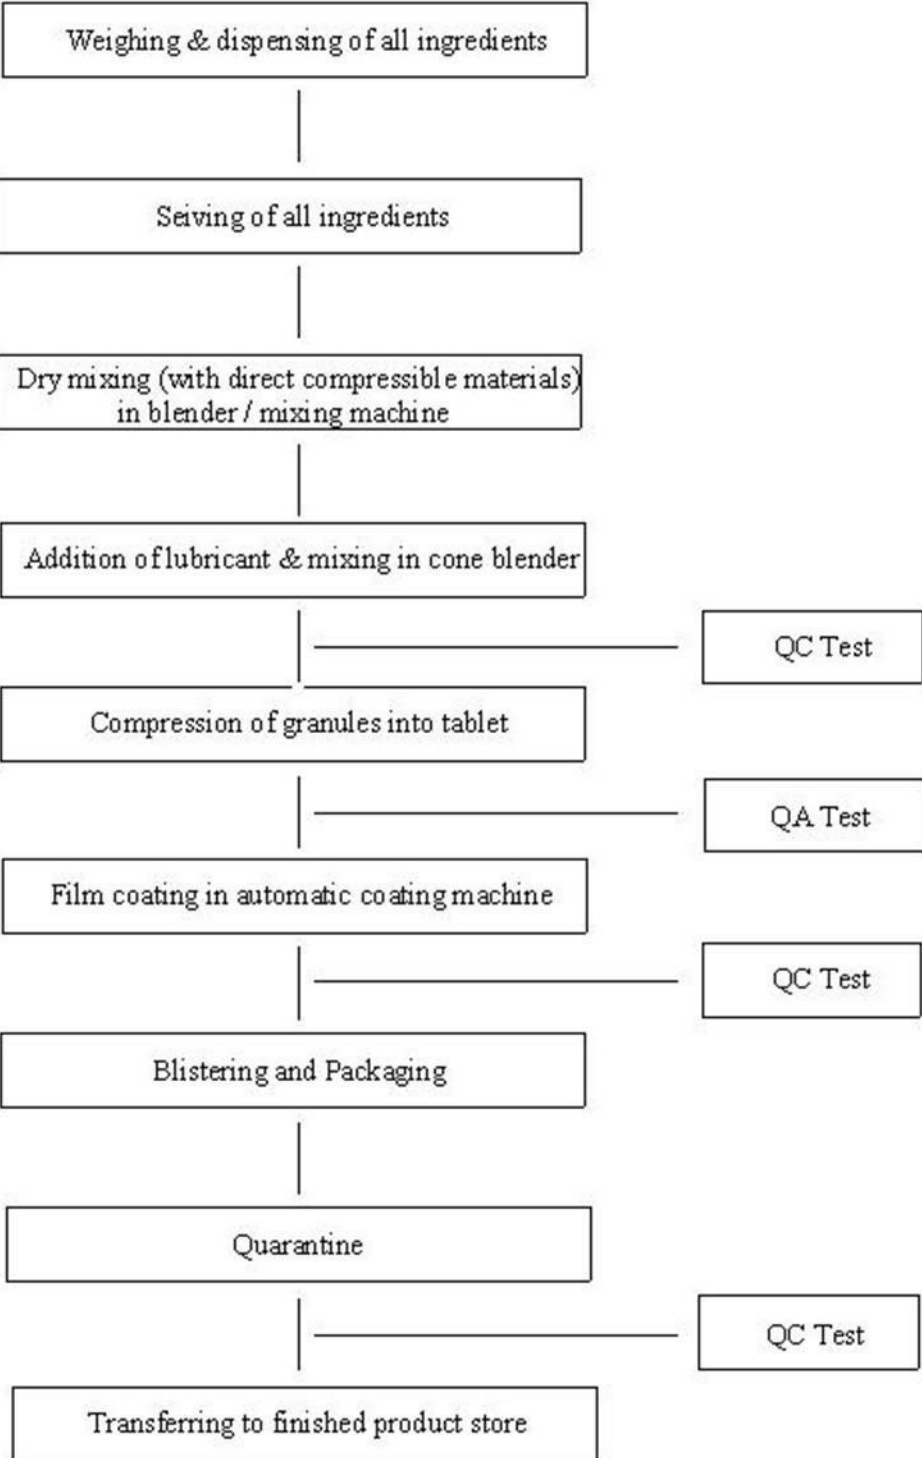 Weighing & dispensing of all ingredients
Seiving of all ingredients
Dry mixing (with direct compressible materials)
in blender / mixing machine
Addition of lubricant & mixing in cone blender
QC Test
Compression of granules into tablet
QA Test
Film coating in automatic coating machine
QC Test
Blistering and Packaging
Quarantine
QC Test
Transferring to finished product store